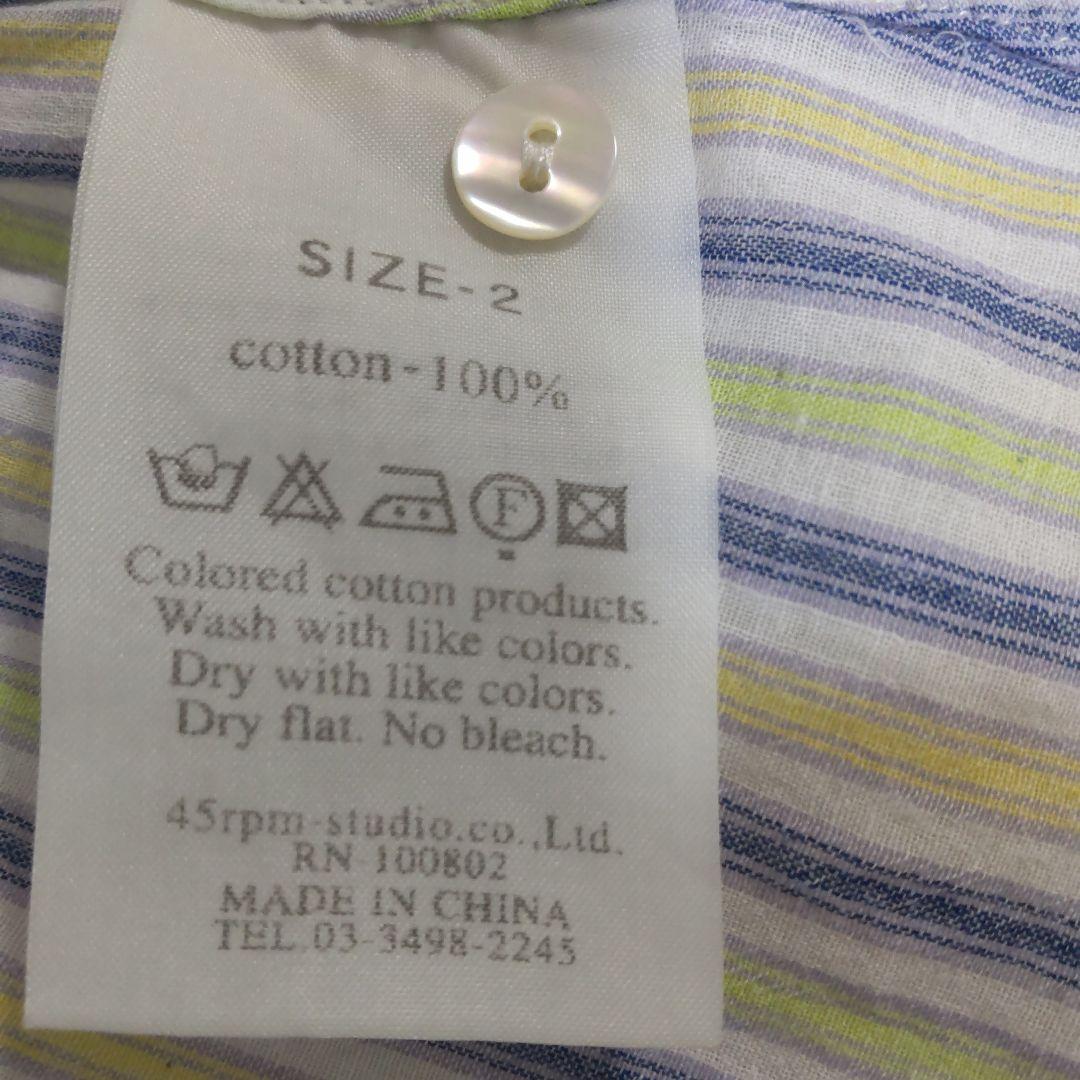 SIZE-2
cotton-100%
F
Colored cotton products.
Wash with like colors.
Dry with like colors.
Dry flat. No bleach.
45rpm-studio.co.,Ltd.
RN-100802
MADE IN CHINA
TEL.03-3498-2245